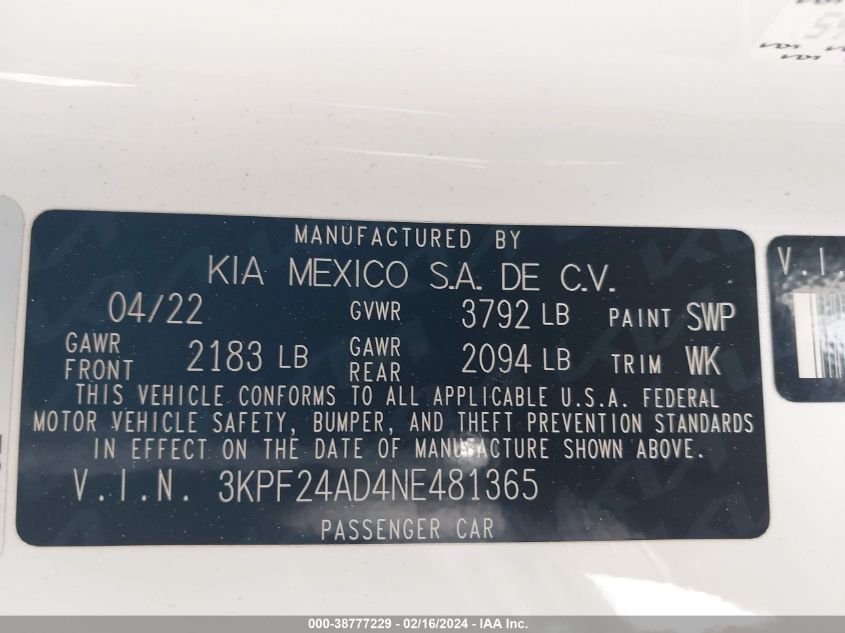 MANUFACTURED BY
KIA MEXICO S.A. DE C.V.
04/22 GVWR 3792 LB PAINT SWP
GAWR FRONT 2183 LB GAWR REAR 2094 LB TRIM WK
THIS VEHICLE CONFORMS TO ALL APPLICABLE U.S.A. FEDERAL
MOTOR VEHICLE SAFETY, BUMPER, AND THEFT PREVENTION STANDARDS
IN EFFECT ON THE DATE OF MANUFACTURE SHOWN ABOVE.
V.I.N. 3KPF24AD4NE481365
PASSENGER CAR
V.I
000-38777229 - 02/16/2024 - IAA Inc.